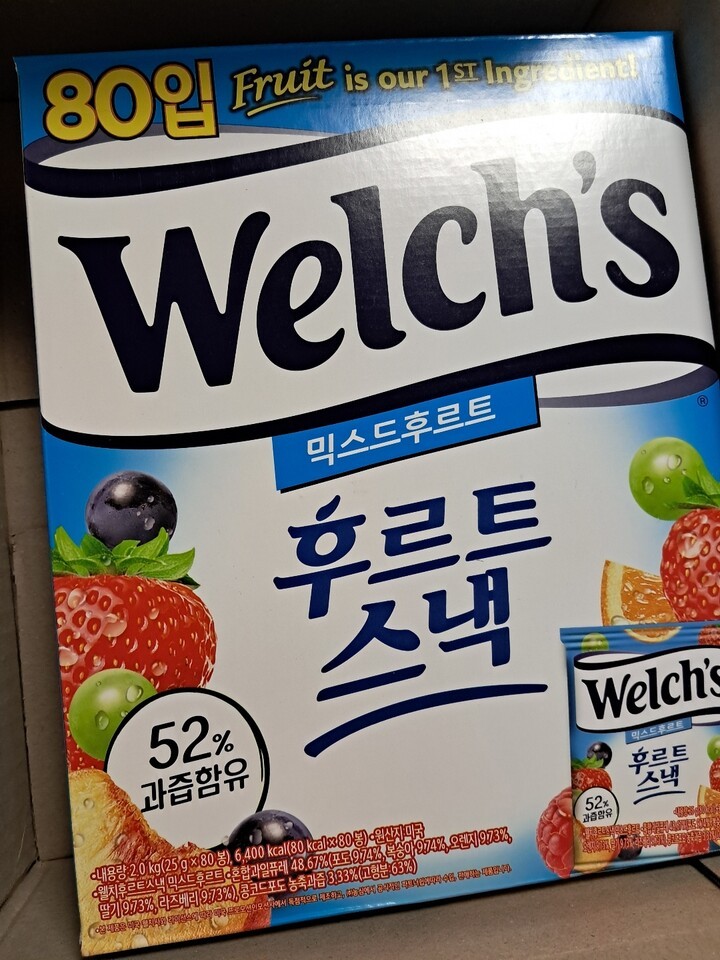 80입 Fruit is our 1ST Ingredient!
Welch's
®
믹스드후르트
후르트
스낵
52%
과즙함유
Welch's
믹스드후르트
후르트
스낵
52%
과즙함유
•내용량 2.0 kg(25 g × 80 봉), 6,400 kcal(80 kcal × 80 봉) •원산지:미국
•웰치후르트스낵 믹스드후르트 •혼합과일퓨레 48.67%(포도 9.74%, 복숭아 9.74%, 오렌지 9.73%,
딸기 9.73%, 라즈베리 9.73%), 콩코드포도 농축과즙 3.33%(고형분:63%)